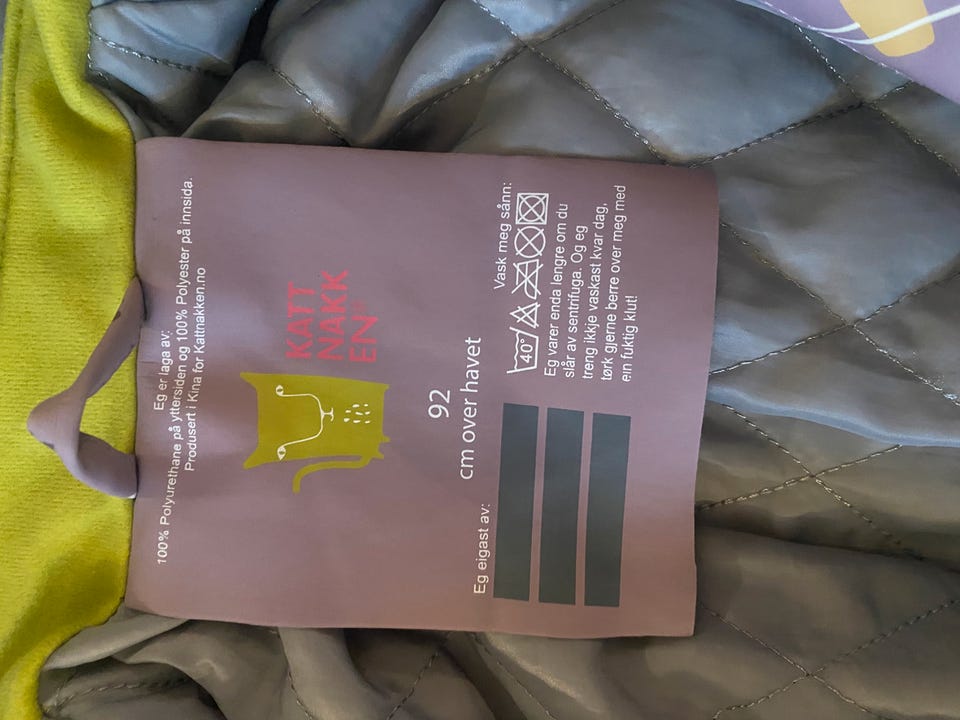 Eg er laga av:
100% Polyurethane på yttersiden og 100% Polyester på innsida.
Produsert i Kina for Kattnakken.no
KATT
NAKK
EN
92
cm over havet
Eg eigast av:
Vask meg sånn:
40°
Eg varer enda lengre om du
slår av sentrifuga. Og eg
treng ikkje vaskast kvar dag,
tørk gjerne berre over meg med
ein fuktig klut!